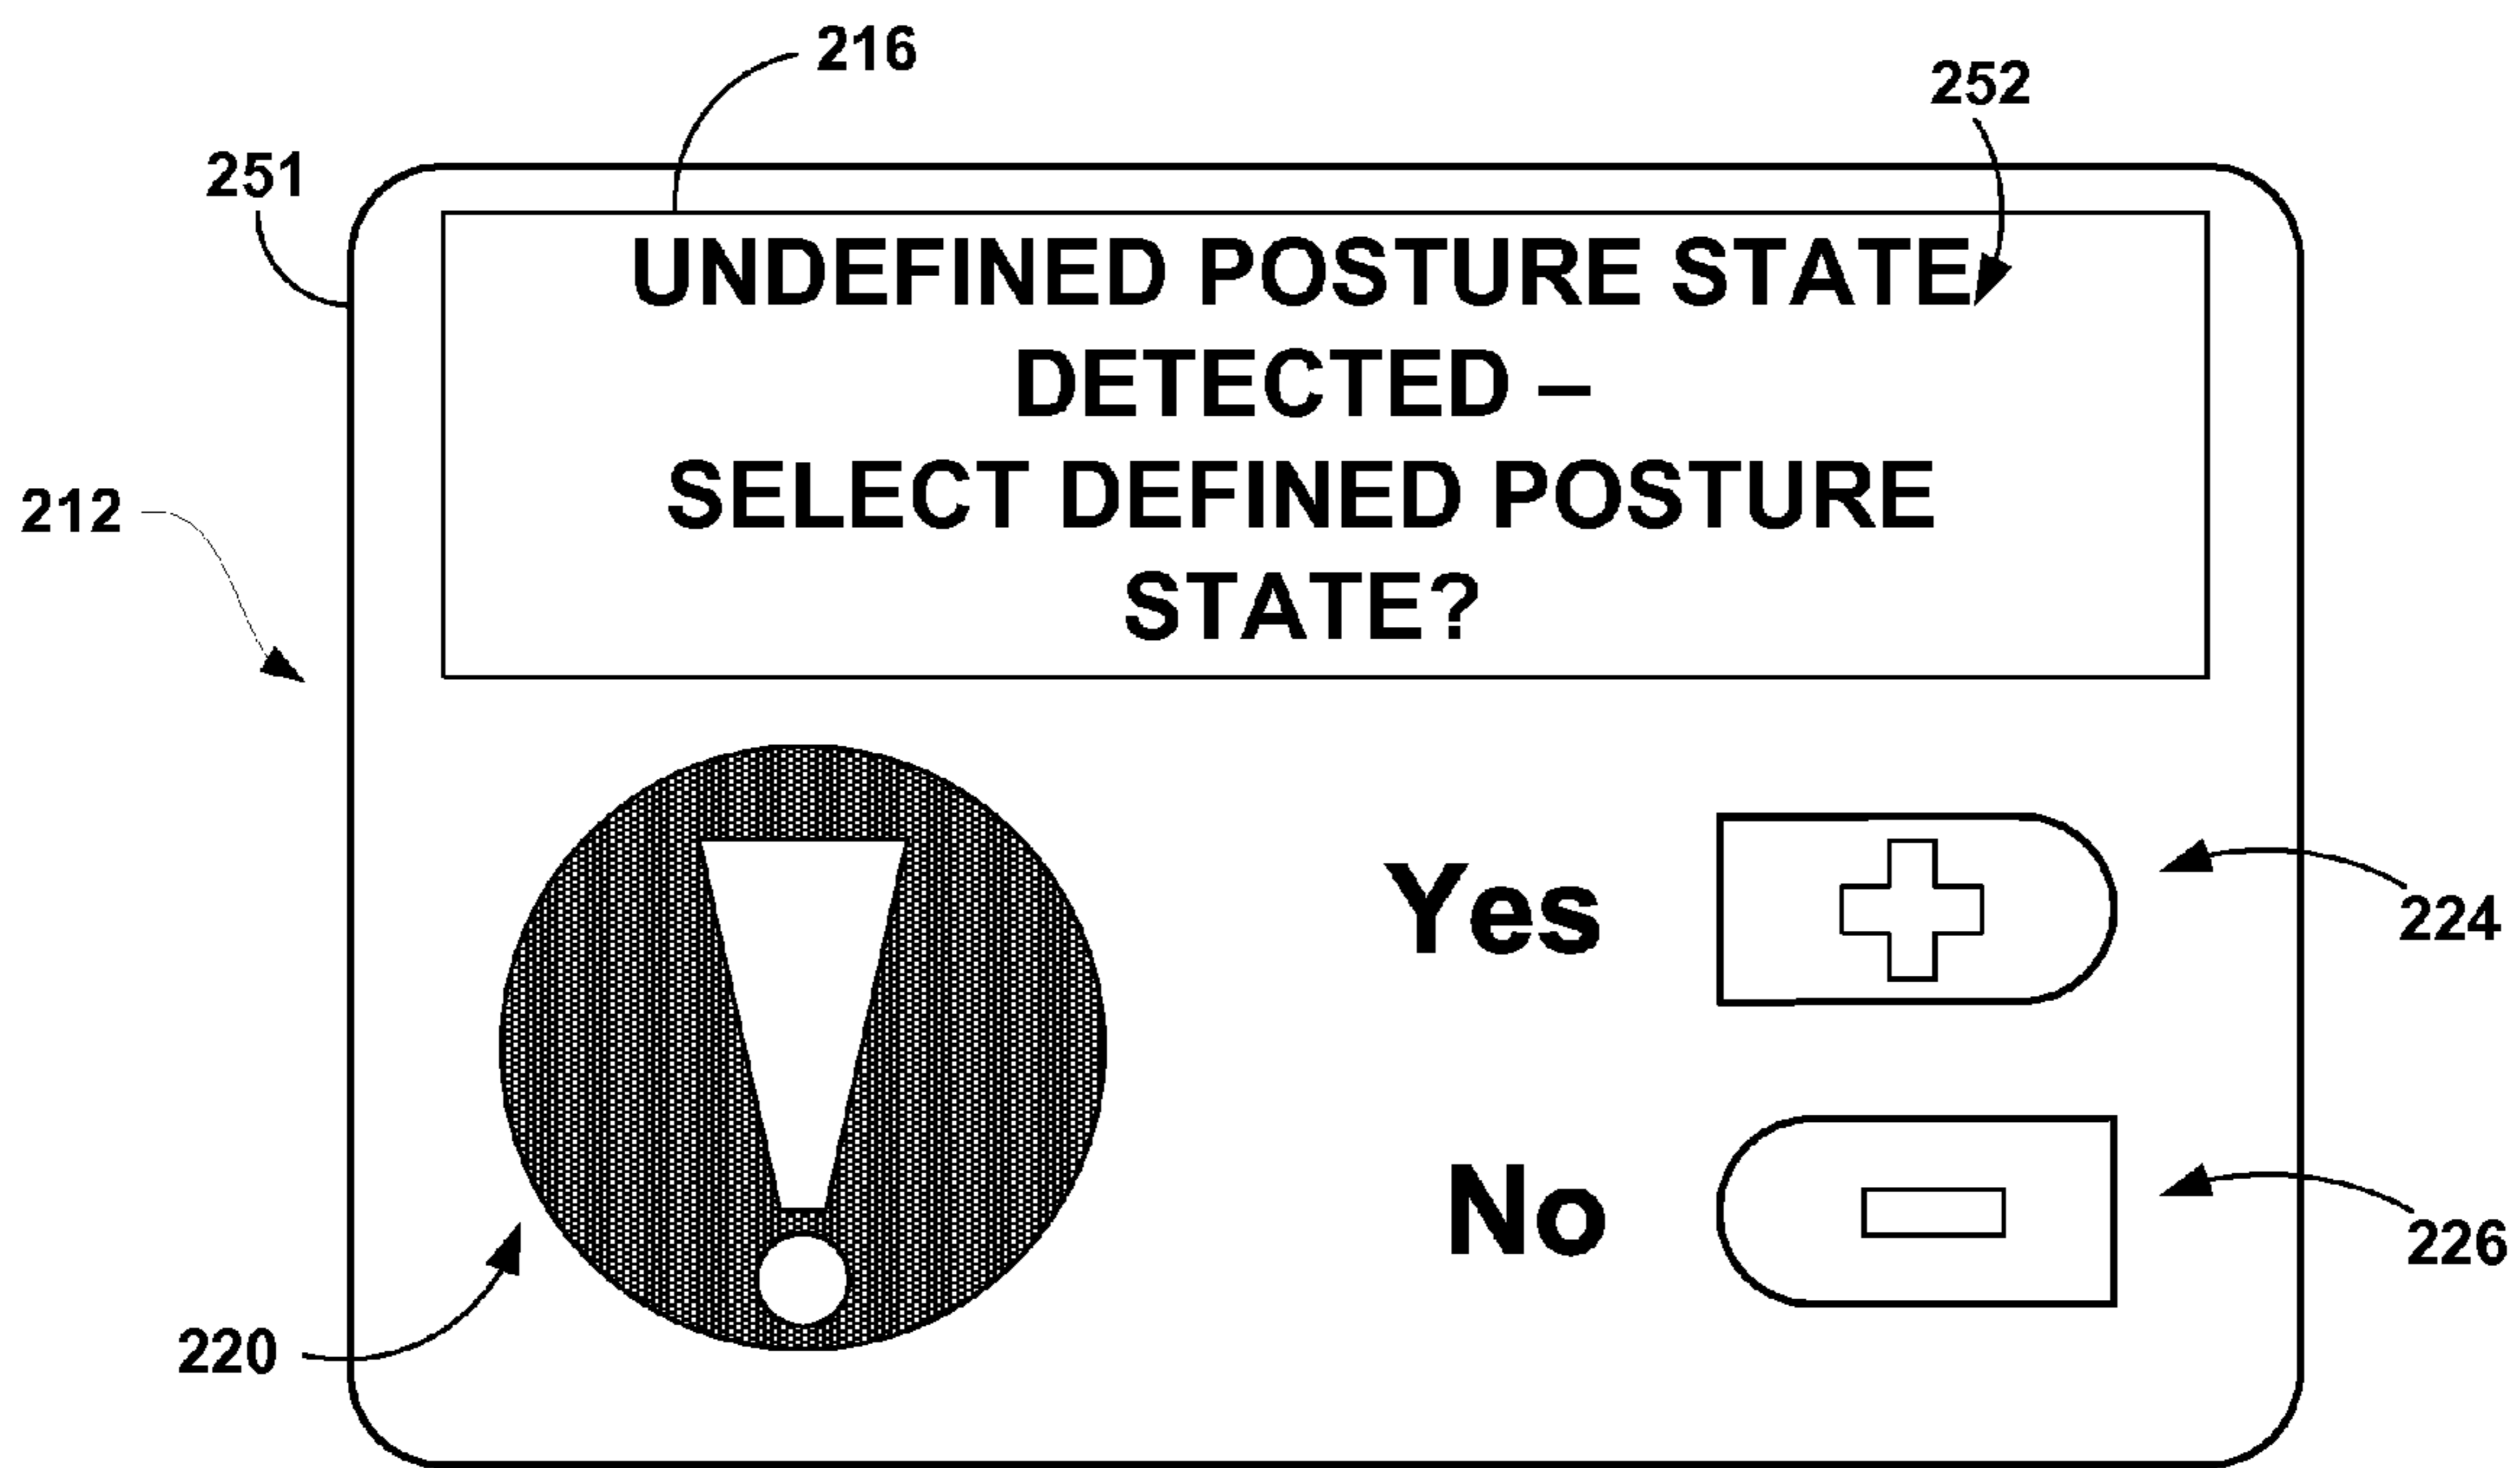 216
252
251
UNDEFINED POSTURE STATE
DETECTED –
SELECT DEFINED POSTURE
STATE?
212
Yes
224
No
226
220